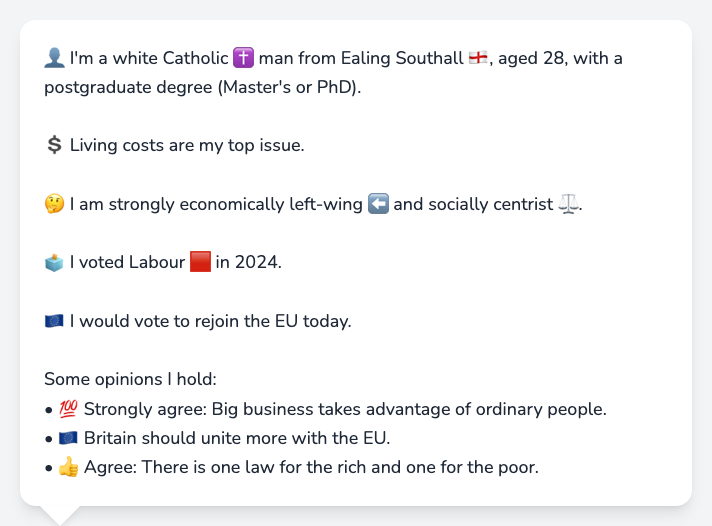 👤 I'm a white Catholic ✝️ man from Ealing Southall 🏴󠁧󠁢󠁥󠁮󠁧󠁿, aged 28, with a
postgraduate degree (Master's or PhD).
💲 Living costs are my top issue.
🤔 I am strongly economically left-wing ⬅️ and socially centrist ⚖️.
🗳️ I voted Labour 🟥 in 2024.
🇪🇺 I would vote to rejoin the EU today.
Some opinions I hold:
• 💯 Strongly agree: Big business takes advantage of ordinary people.
• 🇪🇺 Britain should unite more with the EU.
• 👍 Agree: There is one law for the rich and one for the poor.